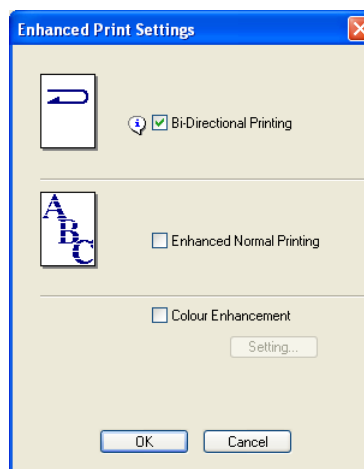 Enhanced Print Settings
Bi-Directional Printing
A
B
C
Enhanced Normal Printing
Colour Enhancement
Setting...
OK Cancel